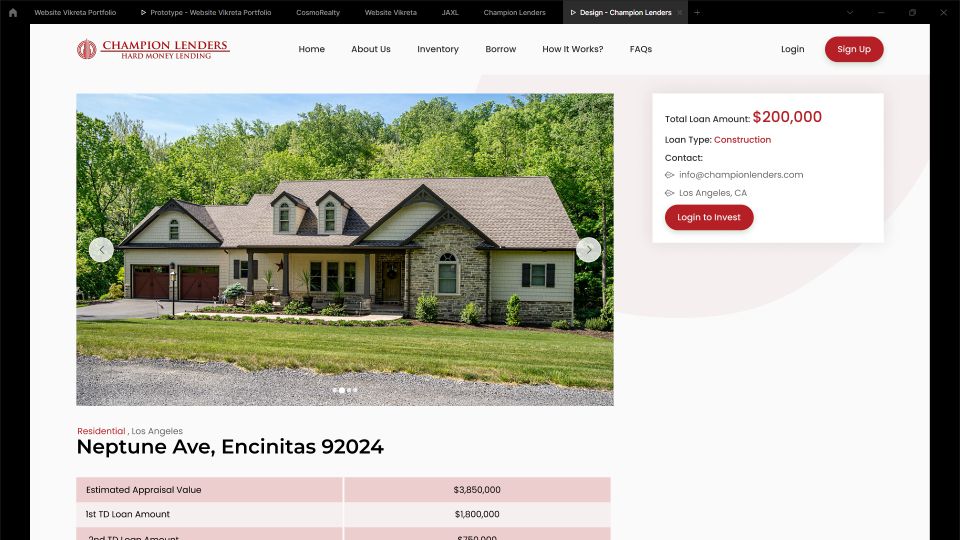 Website Vikreta Portfolio
Prototype - Website Vikreta Portfolio
CosmoRealty
Website Vikreta
JAXL
Champion Lenders
Design - Champion Lenders
CHAMPION LENDERS
HARD MONEY LENDING
Home
About Us
Inventory
Borrow
How It Works?
FAQs
Login
Sign Up
Total Loan Amount: $200,000
Loan Type: Construction
Contact:
info@championlenders.com
Los Angeles, CA
Login to Invest
Residential , Los Angeles
Neptune Ave, Encinitas 92024
Estimated Appraisal Value $3,850,000
1st TD Loan Amount $1,800,000
2nd TD Loan Amount $750,000